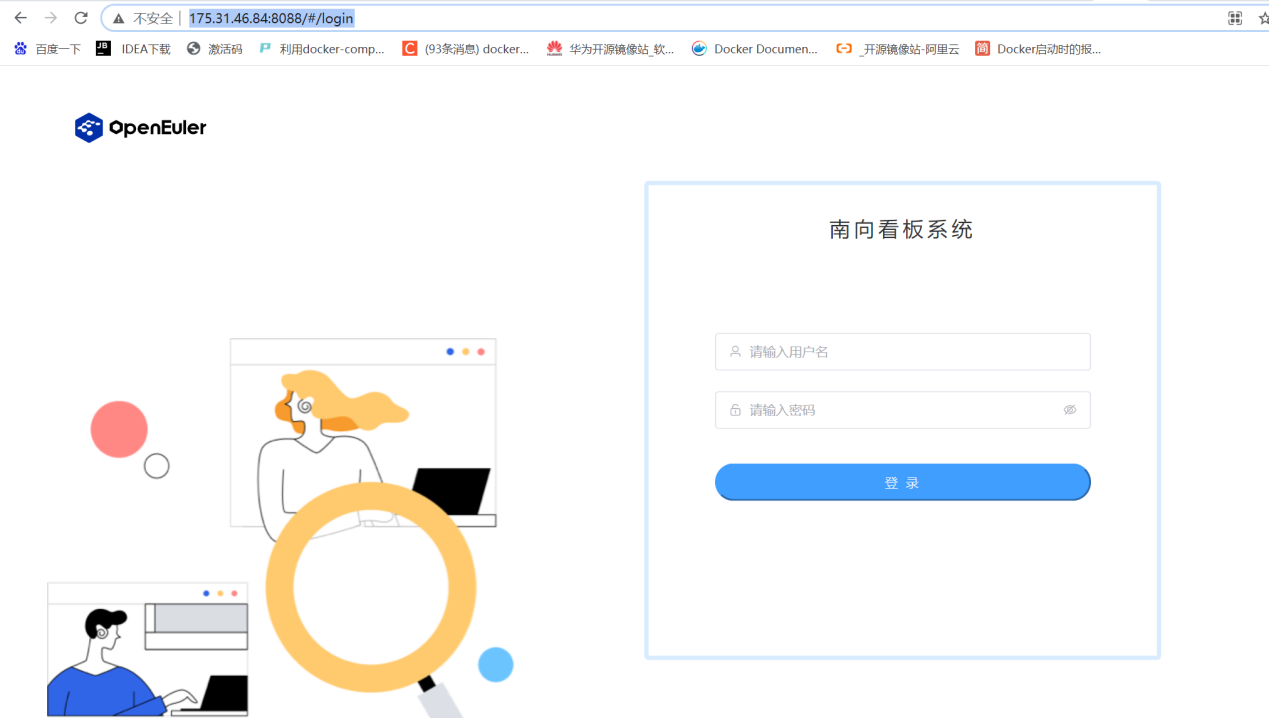 不安全 175.31.46.84:8088/#/login
百度一下 IDEA下载 激活码 利用docker-comp... (93条消息) docker... 华为开源镜像站_软... Docker Documen... _开源镜像站-阿里云 Docker启动时的报...
OpenEuler
南向看板系统
请输入用户名
请输入密码
登 录